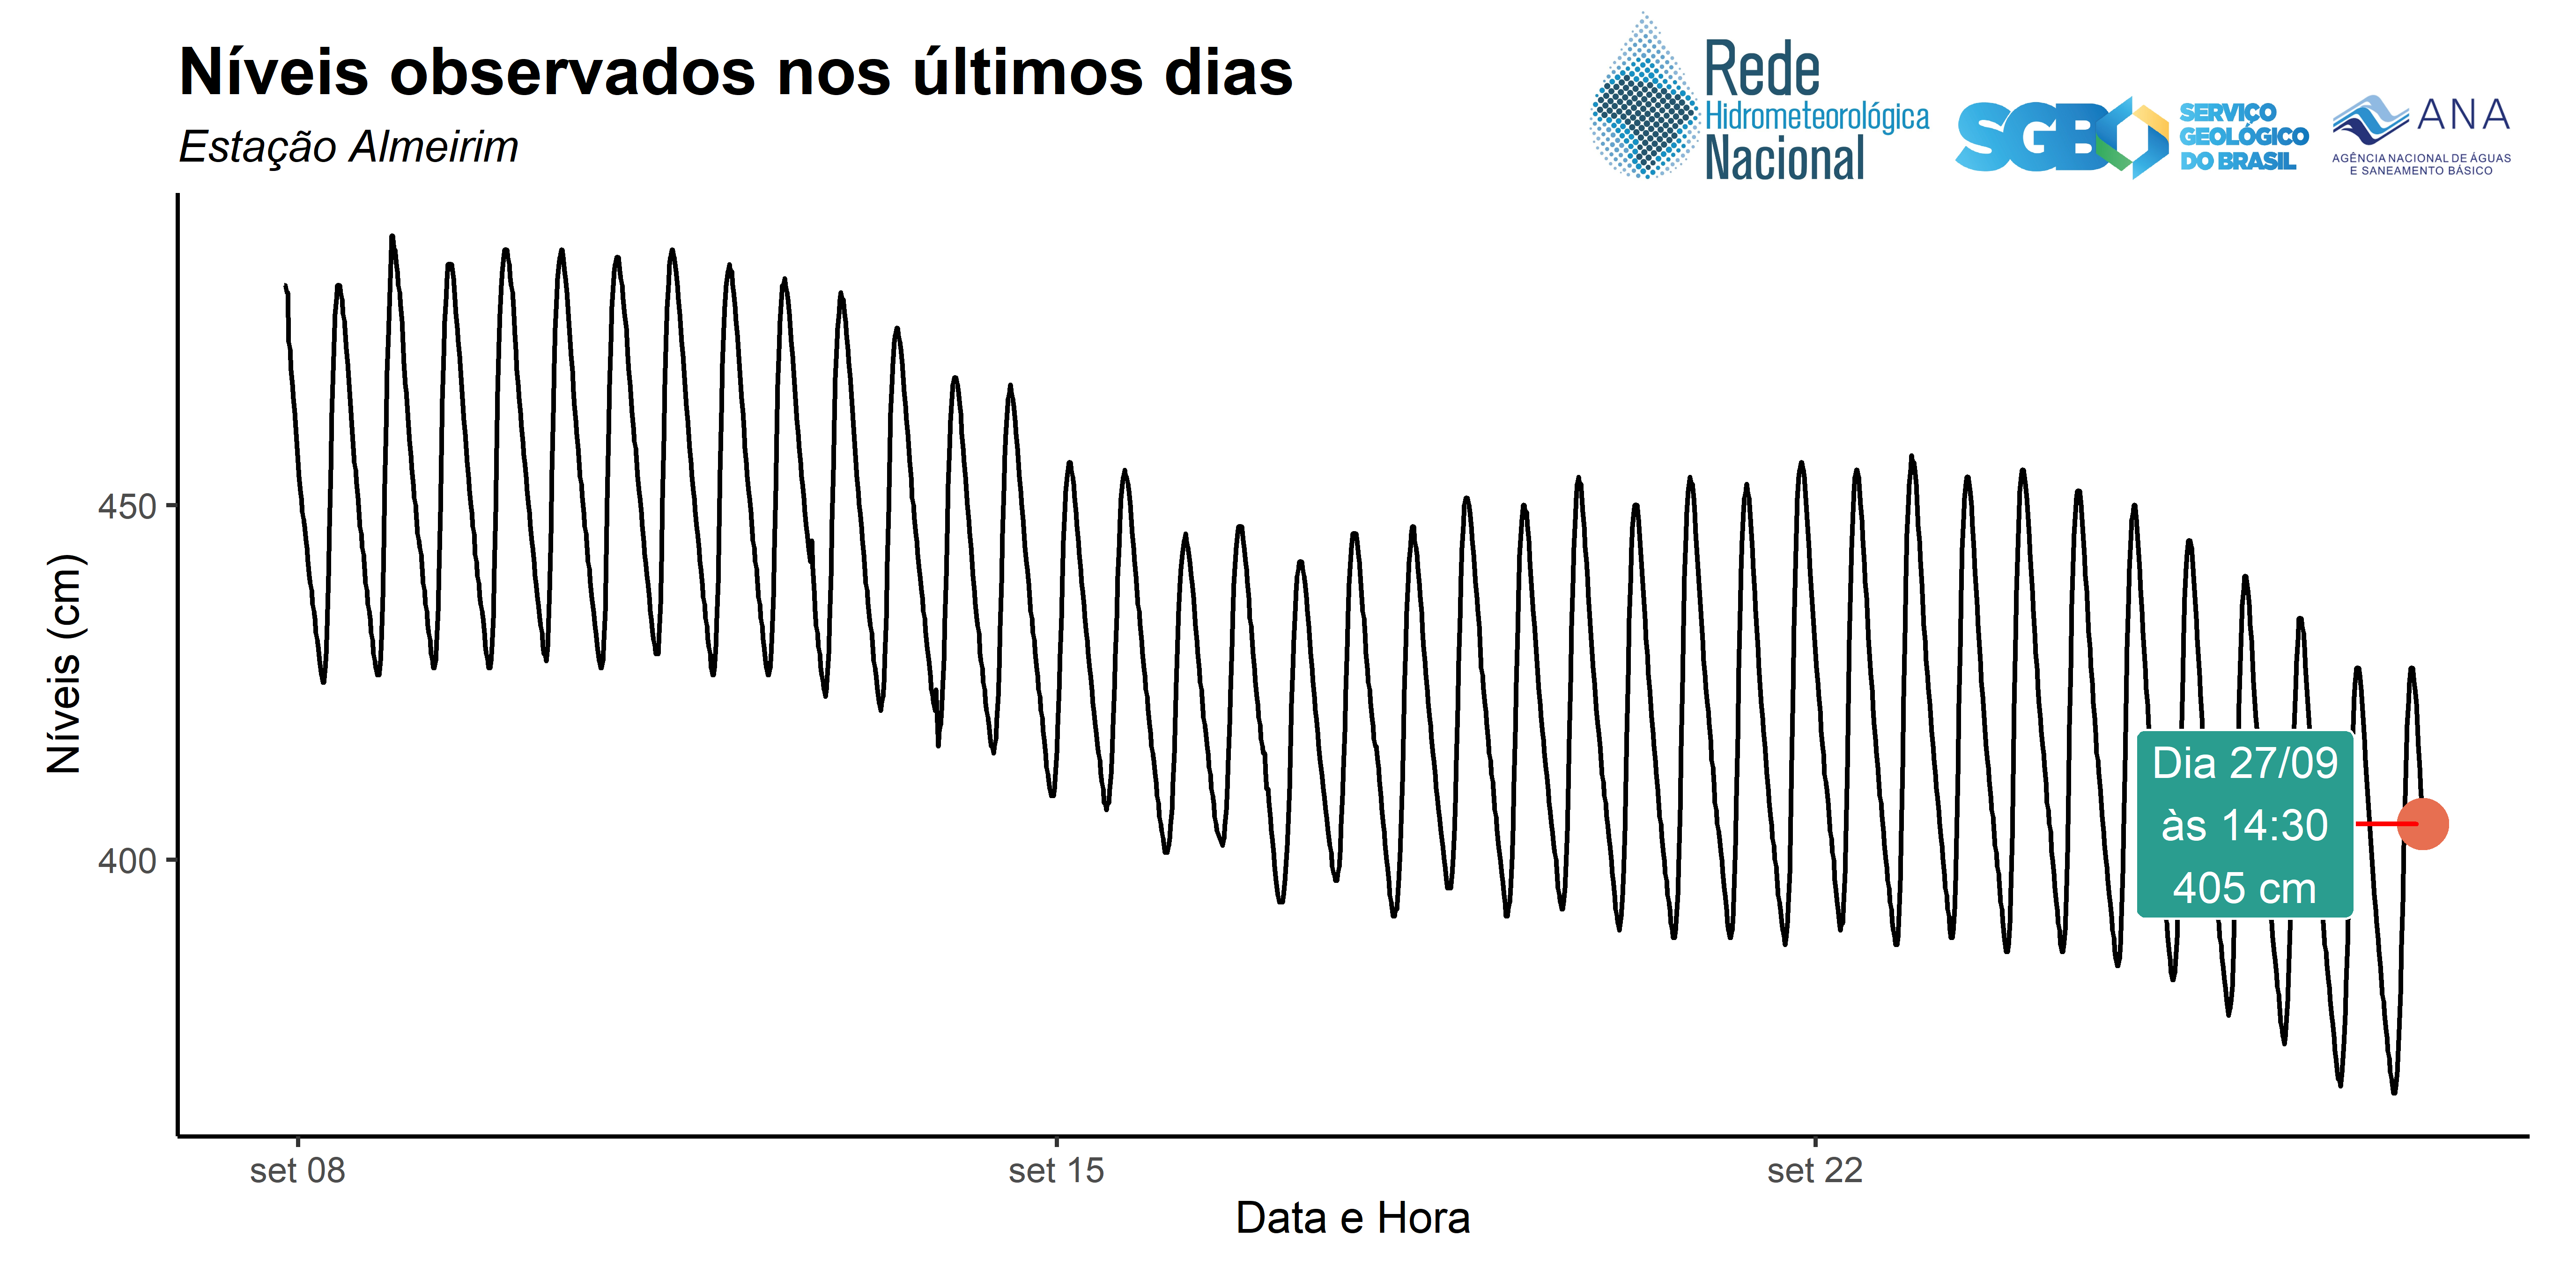 Níveis observados nos últimos dias
Estação Almeirim
Rede
Hidrometeorológica
Nacional
SGB
SERVIÇO
GEOLÓGICO
DO BRASIL
ANA
AGÊNCIA NACIONAL DE ÁGUAS
E SANEAMENTO BÁSICO
Níveis (cm)
450
400
Dia 27/09
às 14:30
405 cm
set 08
set 15
set 22
Data e Hora